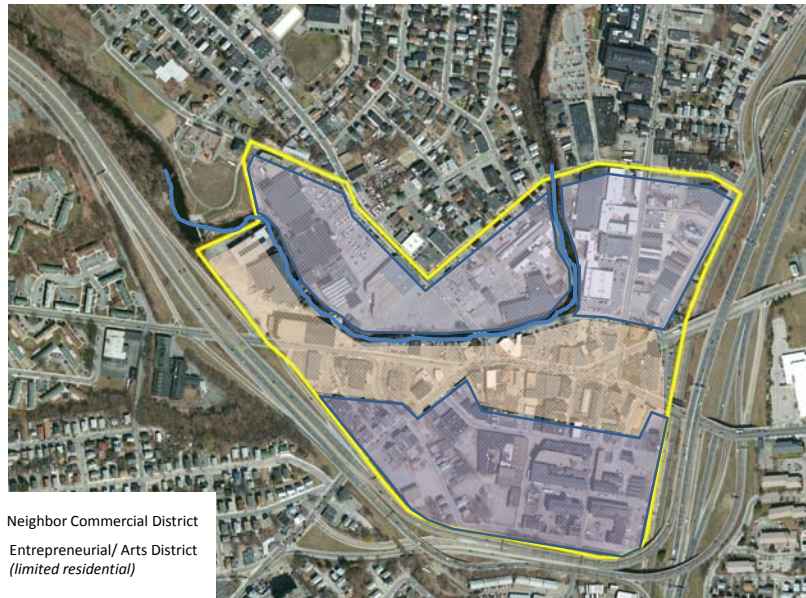 Neighbor Commercial District
Entrepreneurial/ Arts District
(limited residential)